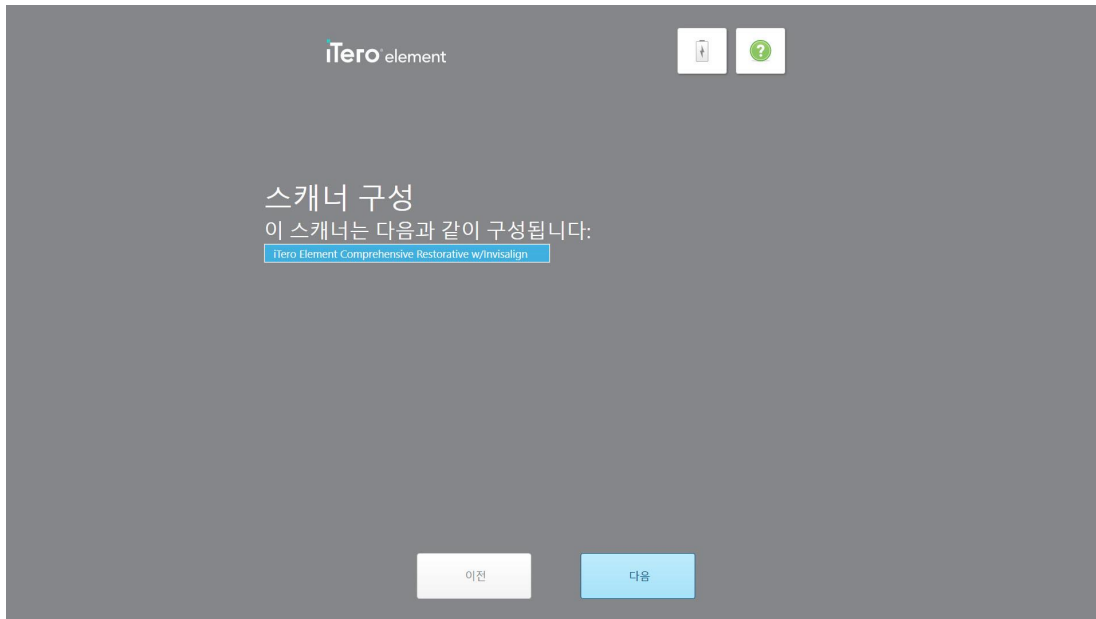 iTero element
?
스캐너 구성
이 스캐너는 다음과 같이 구성됩니다:
iTero Element Comprehensive Restorative w/Invisalign
이전
다음